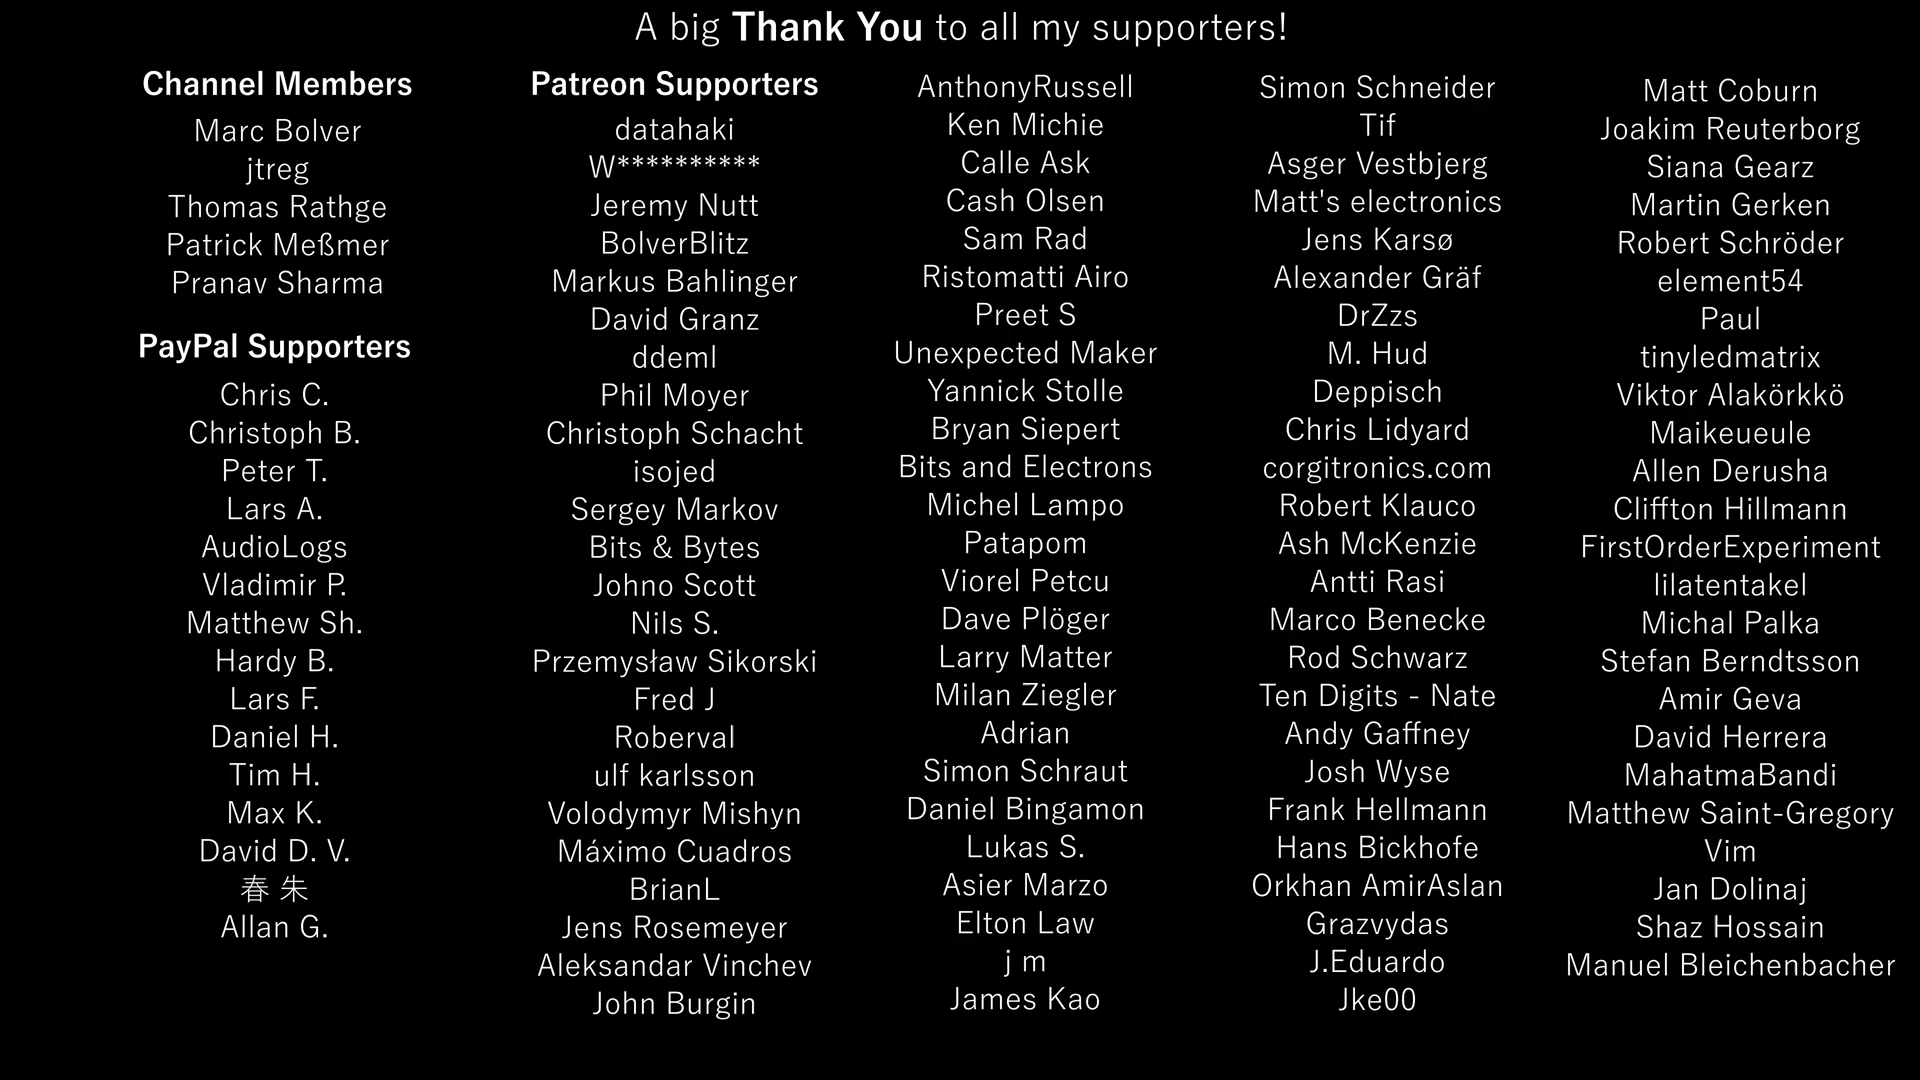 A big Thank You to all my supporters!
Channel Members
Marc Bolver
jtreg
Thomas Rathge
Patrick Meßmer
Pranav Sharma
PayPal Supporters
Chris C.
Christoph B.
Peter T.
Lars A.
AudioLogs
Vladimir P.
Matthew Sh.
Hardy B.
Lars F.
Daniel H.
Tim H.
Max K.
David D. V.
春 朱
Allan G.
Patreon Supporters
datahaki
W**********
Jeremy Nutt
BolverBlitz
Markus Bahlinger
David Granz
ddeml
Phil Moyer
Christoph Schacht
isojed
Sergey Markov
Bits & Bytes
Johno Scott
Nils S.
Przemysław Sikorski
Fred J
Roberval
ulf karlsson
Volodymyr Mishyn
Máximo Cuadros
BrianL
Jens Rosemeyer
Aleksandar Vinchev
John Burgin
AnthonyRussell
Ken Michie
Calle Ask
Cash Olsen
Sam Rad
Ristomatti Airo
Preet S
Unexpected Maker
Yannick Stolle
Bryan Siepert
Bits and Electrons
Michel Lampo
Patapom
Viorel Petcu
Dave Plöger
Larry Matter
Milan Ziegler
Adrian
Simon Schraut
Daniel Bingamon
Lukas S.
Asier Marzo
Elton Law
j m
James Kao
Simon Schneider
Tif
Asger Vestbjerg
Matt's electronics
Jens Karsø
Alexander Gräf
DrZzs
M. Hud
Deppisch
Chris Lidyard
corgitronics.com
Robert Klauco
Ash McKenzie
Antti Rasi
Marco Benecke
Rod Schwarz
Ten Digits - Nate
Andy Gaffney
Josh Wyse
Frank Hellmann
Hans Bickhofe
Orkhan AmirAslan
Grazvydas
J.Eduardo
Jke00
Matt Coburn
Joakim Reuterborg
Siana Gearz
Martin Gerken
Robert Schröder
element54
Paul
tinyledmatrix
Viktor Alakörkkö
Maikeueule
Allen Derusha
Cliffton Hillmann
FirstOrderExperiment
lilatentakel
Michal Palka
Stefan Berndtsson
Amir Geva
David Herrera
MahatmaBandi
Matthew Saint-Gregory
Vim
Jan Dolinaj
Shaz Hossain
Manuel Bleichenbacher